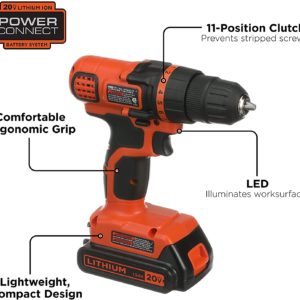 20V LITHIUM ION
POWER
CONNECT
BATTERY SYSTEM
11-Position Clutch
Prevents stripped screw
Comfortable
rgonomic Grip
LED
Illuminates worksurfac
LITHIUM
20V
Lightweight,
ompact Design